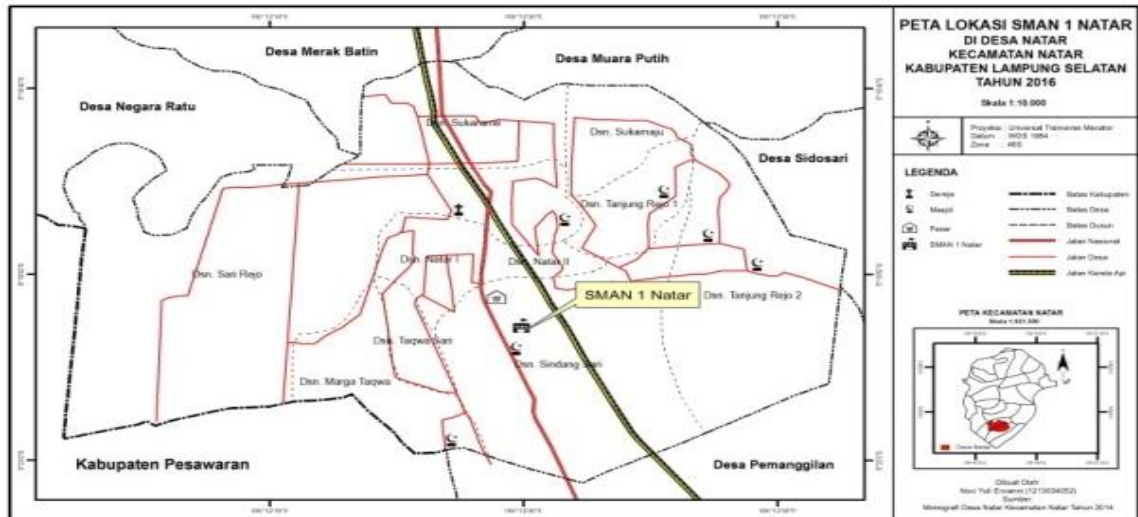 Desa Merak Batin
Desa Muara Putih
Desa Negara Ratu
Dsn. Sukarame
Dsn. Sukamaju
Desa Sidosari
Dsn. Tanjung Rejo 1
Dsn. Natar I
Dsn. Natar II
Dsn. Sari Rejo
SMAN 1 Natar
Dsn. Tanjung Rejo 2
Dsn. Taqwa Sari
Dsn. Sindang Sari
Dsn. Marga Taqwa
Kabupaten Pesawaran
Desa Pemanggilan
PETA LOKASI SMAN 1 NATAR
DI DESA NATAR
KECAMATAN NATAR
KABUPATEN LAMPUNG SELATAN
TAHUN 2016
Skala 1:10.000
Proyeksi : Universal Transverse Mercator
Datum : WGS 1984
Zona : 48S
LEGENDA
Gereja
Masjid
Pasar
SMAN 1 Natar
Batas Kabupaten
Batas Desa
Batas Dusun
Jalan Nasional
Jalan Desa
Jalan Kereta Api
PETA KECAMATAN NATAR
Desa Natar
Dibuat Oleh
Sumber:
Monografi Desa Natar Kecamatan Natar Tahun 2014